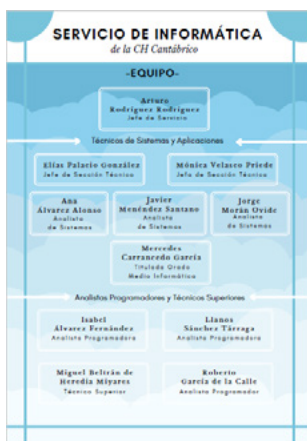 SERVICIO DE INFORMÁTICA
de la CH Cantábrico
-EQUIPO-
Arturo
Rodríguez Rodríguez
Jefe de Servicio
Técnicos de Sistemas y Aplicaciones
Elías Palacio González
Jefe de Sección Técnica
Mónica Velasco Priede
Jefe de Sección Técnica
Ana
Álvarez Alonso
Analista
de Sistemas
Javier
Menéndez Santano
Analista
de Sistemas
Jorge
Morán Ovide
Analista
de Sistemas
Mercedes
Carrancedo García
Titulada Grado
Medio Informática
Analistas Programadores y Técnicos Superiores
Isabel
Álvarez Fernández
Analista Programadora
Llanos
Sánchez Tárraga
Analista Programadora
Miguel Beltrán de
Heredia Miyares
Técnico Superior
Roberto
García de la Calle
Analista Programador